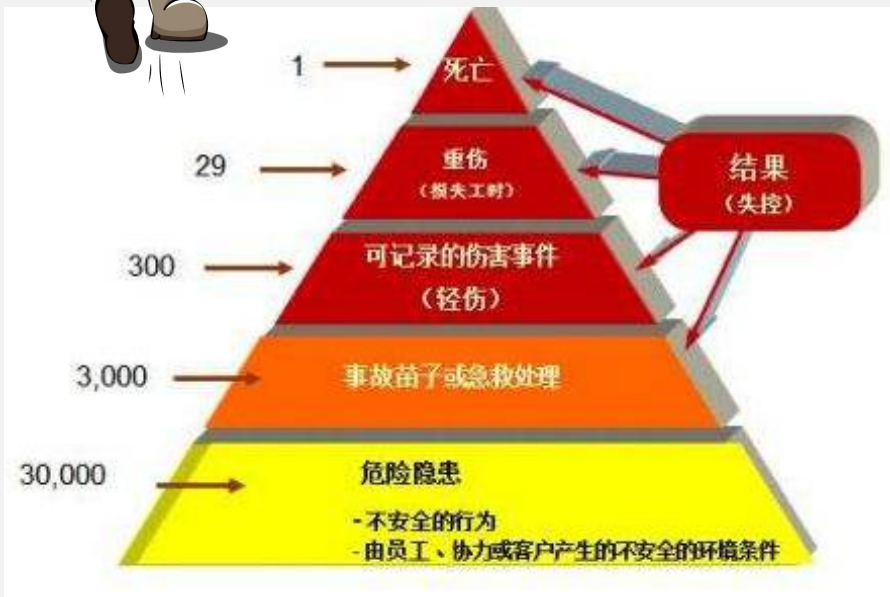 1
死亡
29
重伤
（损失工时）
结果
（失控）
300
可记录的伤害事件
（轻伤）
3,000
事故苗子或急救处理
30,000
危险隐患
-不安全的行为
-由员工、协力或客户产生的不安全的环境条件